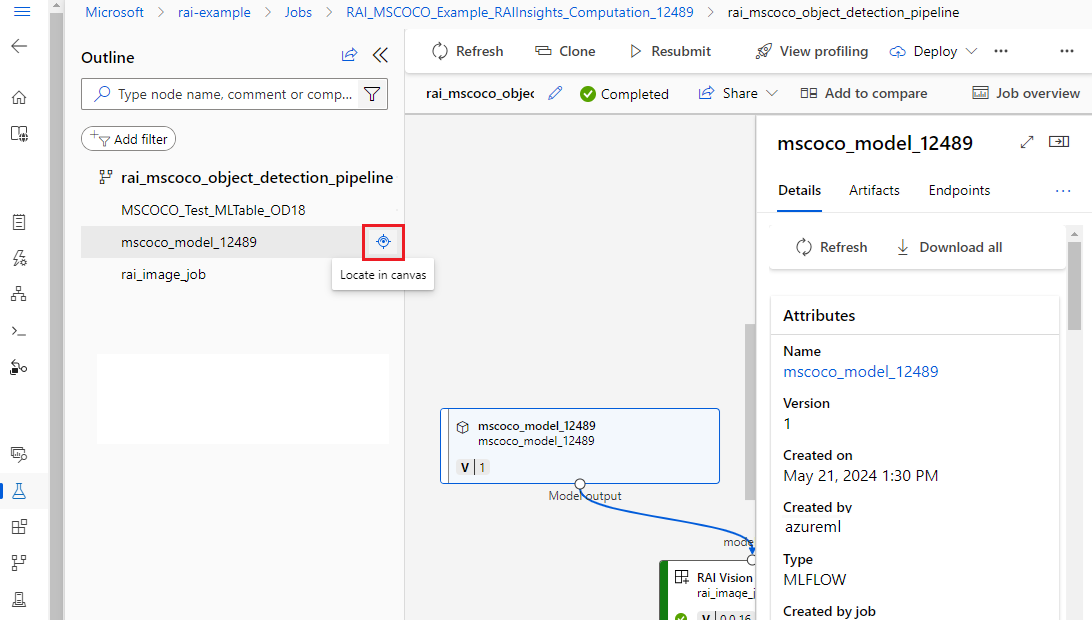 Microsoft > rai-example > Jobs > RAI_MSCOCO_Example_RAIInsights_Computation_12489 > rai_mscoco_object_detection_pipeline
Outline
Type node name, comment or comp...
Add filter
rai_mscoco_object_detection_pipeline
MSCOCO_Test_MLTable_OD18
mscoco_model_12489
Locate in canvas
rai_image_job
Refresh Clone Resubmit View profiling Deploy ... ...
rai_mscoco_objec Completed Share Add to compare Job overview
mscoco_model_12489
mscoco_model_12489
V 1
Model output
mode
RAI Vision
rai_image_j
V 0.0.16
mscoco_model_12489
Details Artifacts Endpoints ...
Refresh Download all
Attributes
Name
mscoco_model_12489
Version
1
Created on
May 21, 2024 1:30 PM
Created by
azureml
Type
MLFLOW
Created by job